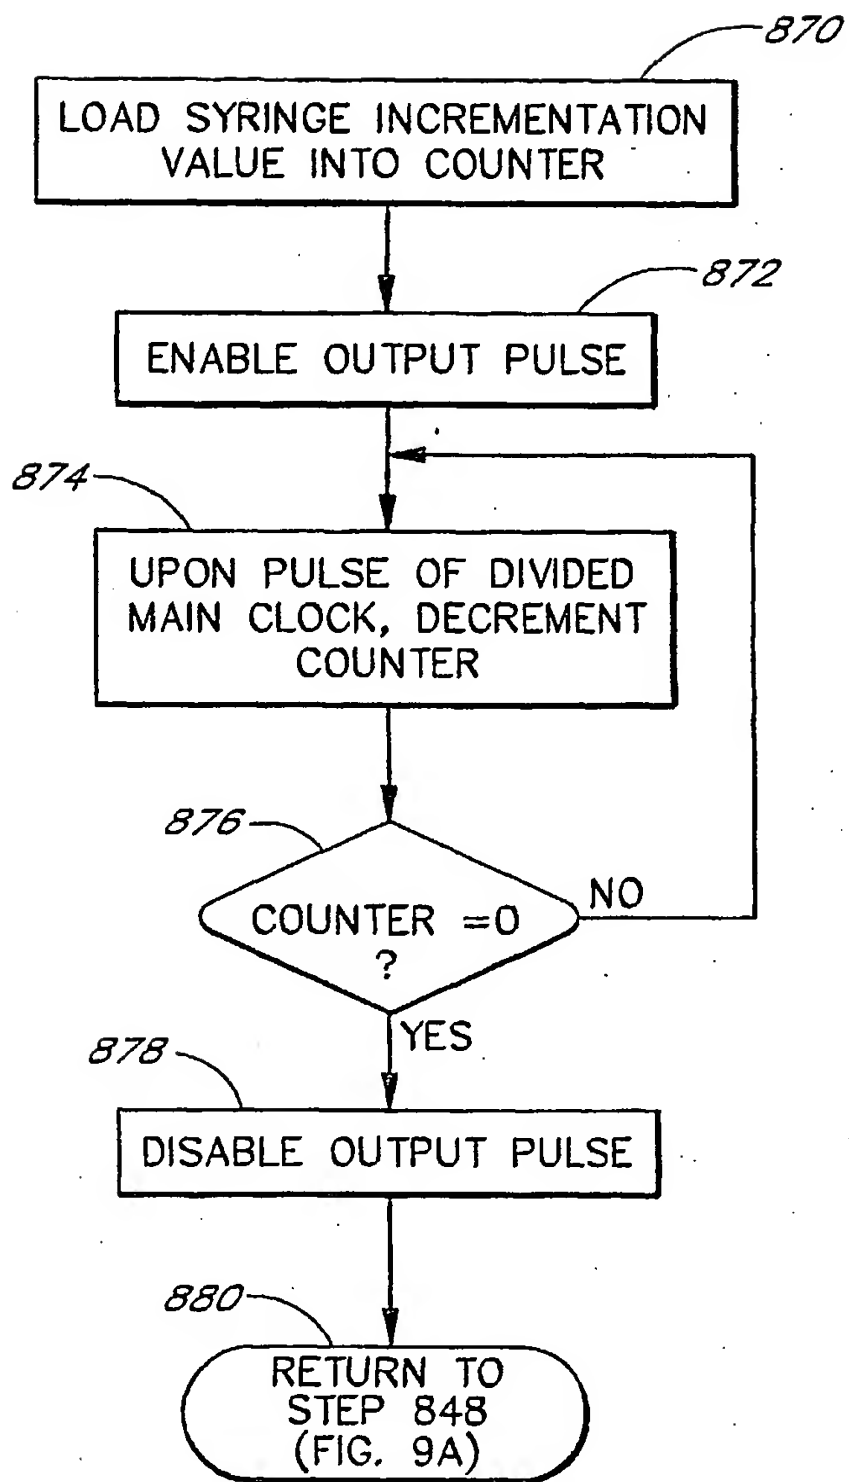 870
LOAD SYRINGE INCREMENTATION
VALUE INTO COUNTER
872
ENABLE OUTPUT PULSE
874
UPON PULSE OF DIVIDED
MAIN CLOCK, DECREMENT
COUNTER
876
COUNTER =0
?
NO
YES
878
DISABLE OUTPUT PULSE
880
RETURN TO
STEP 848
(FIG. 9A)